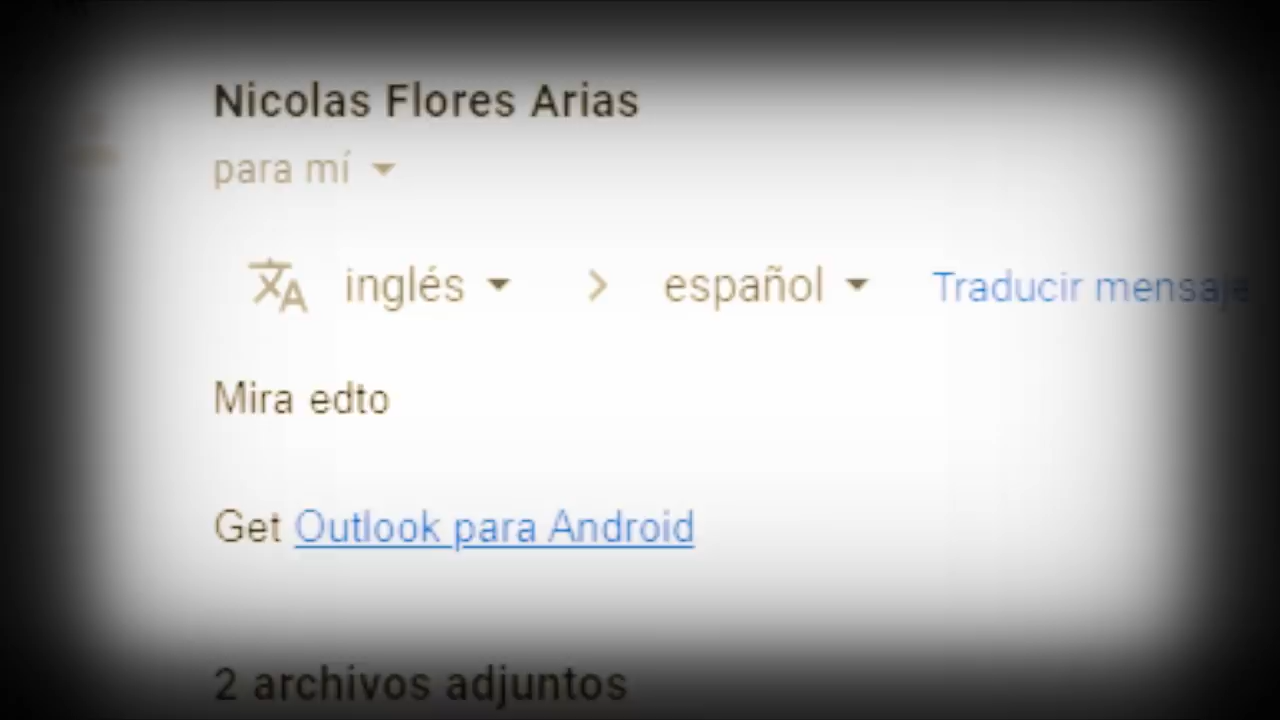 Nicolas Flores Arias
para mí
inglés > español Traducir mensaje
Mira edto
Get Outlook para Android
2 archivos adjuntos